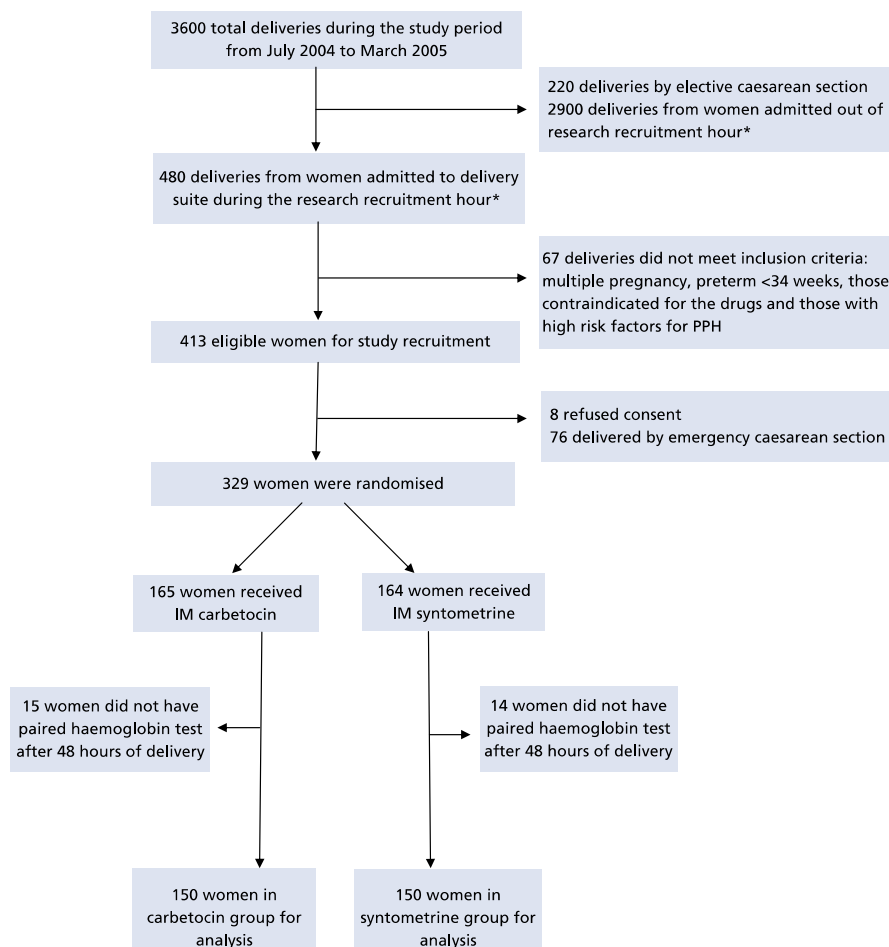 3600 total deliveries during the study period
from July 2004 to March 2005
220 deliveries by elective caesarean section
2900 deliveries from women admitted out of
research recruitment hour*
480 deliveries from women admitted to delivery
suite during the research recruitment hour*
67 deliveries did not meet inclusion criteria:
multiple pregnancy, preterm <34 weeks, those
contraindicated for the drugs and those with
high risk factors for PPH
413 eligible women for study recruitment
8 refused consent
76 delivered by emergency caesarean section
329 women were randomised
165 women received
IM carbetocin
164 women received
IM syntometrine
15 women did not have
paired haemoglobin test
after 48 hours of delivery
14 women did not have
paired haemoglobin test
after 48 hours of delivery
150 women in
carbetocin group for
analysis
150 women in
syntometrine group for
analysis